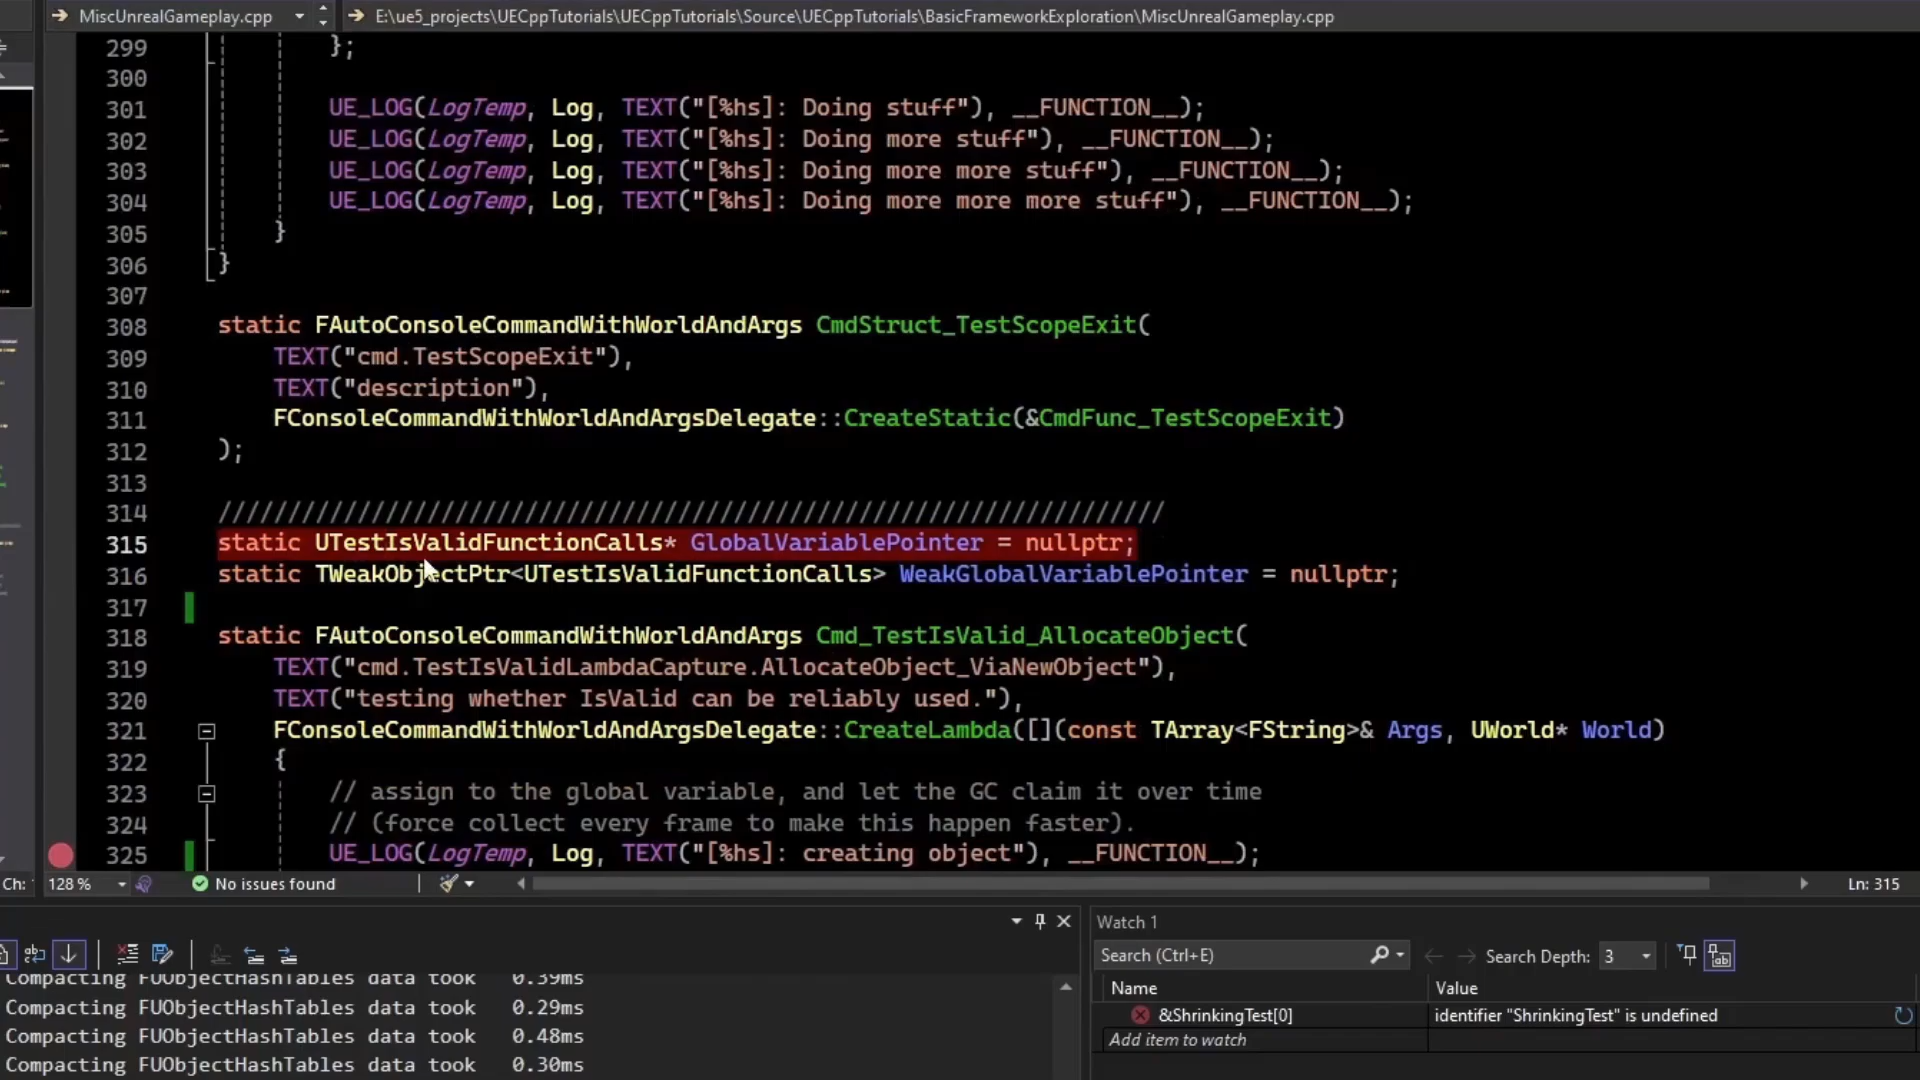 MiscUnrealGameplay.cpp
E:\ue5_projects\UECppTutorials\UECppTutorials\Source\UECppTutorials\BasicFrameworkExploration\MiscUnrealGameplay.cpp
299 };
300
301 UE_LOG(LogTemp, Log, TEXT("[%hs]: Doing stuff"), __FUNCTION__);
302 UE_LOG(LogTemp, Log, TEXT("[%hs]: Doing more stuff"), __FUNCTION__);
303 UE_LOG(LogTemp, Log, TEXT("[%hs]: Doing more more stuff"), __FUNCTION__);
304 UE_LOG(LogTemp, Log, TEXT("[%hs]: Doing more more more stuff"), __FUNCTION__);
305 }
306 }
307
308 static FAutoConsoleCommandWithWorldAndArgs CmdStruct_TestScopeExit(
309 TEXT("cmd.TestScopeExit"),
310 TEXT("description"),
311 FConsoleCommandWithWorldAndArgsDelegate::CreateStatic(&CmdFunc_TestScopeExit)
312 );
313
314 ////////////////////////////////////////////////////////////////////
315 static UTestIsValidFunctionCalls* GlobalVariablePointer = nullptr;
316 static TWeakObjectPtr<UTestIsValidFunctionCalls> WeakGlobalVariablePointer = nullptr;
317
318 static FAutoConsoleCommandWithWorldAndArgs Cmd_TestIsValid_AllocateObject(
319 TEXT("cmd.TestIsValidLambdaCapture.AllocateObject_ViaNewObject"),
320 TEXT("testing whether IsValid can be reliably used."),
321 FConsoleCommandWithWorldAndArgsDelegate::CreateLambda([](const TArray<FString>& Args, UWorld* World)
322 {
323 // assign to the global variable, and let the GC claim it over time
324 // (force collect every frame to make this happen faster).
325 UE_LOG(LogTemp, Log, TEXT("[%hs]: creating object"), __FUNCTION__);
Ch:
128 %
No issues found
Ln: 315
Compacting FUObjectHashTables data took 0.39ms
Compacting FUObjectHashTables data took 0.29ms
Compacting FUObjectHashTables data took 0.48ms
Compacting FUObjectHashTables data took 0.30ms
Watch 1
Search (Ctrl+E)
Search Depth: 3
Name Value
&ShrinkingTest[0] identifier "ShrinkingTest" is undefined
Add item to watch